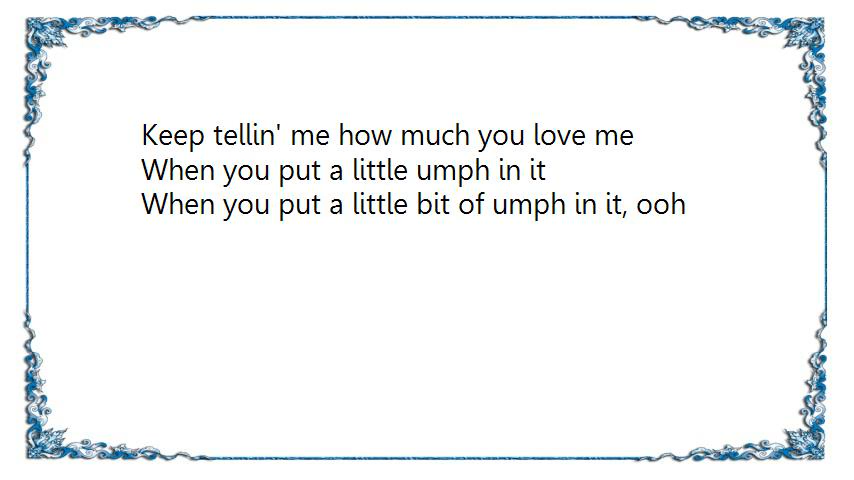 Keep tellin' me how much you love me
When you put a little umph in it
When you put a little bit of umph in it, ooh